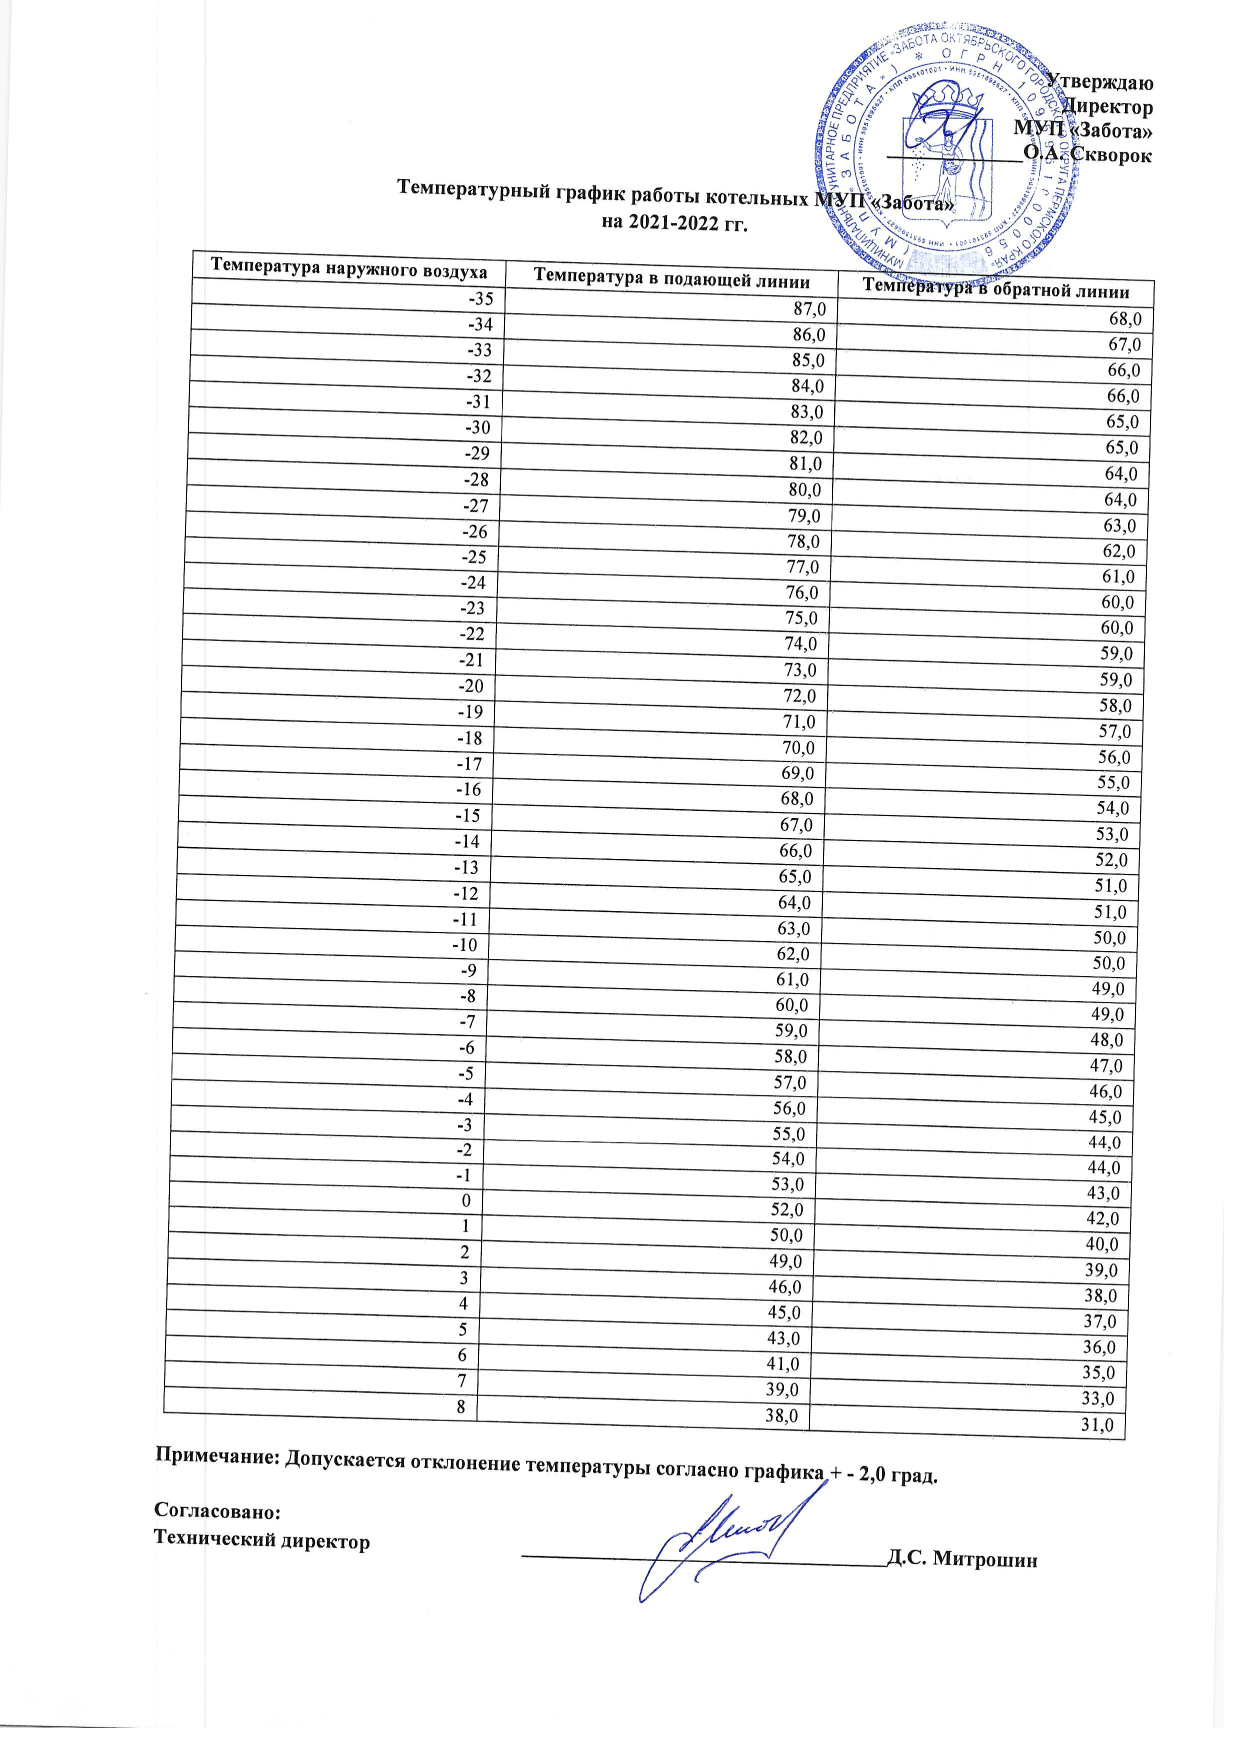 Утверждаю
Директор
МУП «Забота»
О.А. Скворок
Температурный график работы котельных МУП «Забота»
на 2021-2022 гг.
Температура наружного воздуха Температура в подающей линии Температура в обратной линии
-35 87,0 68,0
-34 86,0 67,0
-33 85,0 66,0
-32 84,0 66,0
-31 83,0 65,0
-30 82,0 65,0
-29 81,0 64,0
-28 80,0 64,0
-27 79,0 63,0
-26 78,0 62,0
-25 77,0 61,0
-24 76,0 60,0
-23 75,0 60,0
-22 74,0 59,0
-21 73,0 59,0
-20 72,0 58,0
-19 71,0 57,0
-18 70,0 56,0
-17 69,0 55,0
-16 68,0 54,0
-15 67,0 53,0
-14 66,0 52,0
-13 65,0 51,0
-12 64,0 51,0
-11 63,0 50,0
-10 62,0 50,0
-9 61,0 49,0
-8 60,0 49,0
-7 59,0 48,0
-6 58,0 47,0
-5 57,0 46,0
-4 56,0 45,0
-3 55,0 44,0
-2 54,0 44,0
-1 53,0 43,0
0 52,0 42,0
1 50,0 40,0
2 49,0 39,0
3 46,0 38,0
4 45,0 37,0
5 43,0 36,0
6 41,0 35,0
7 39,0 33,0
8 38,0 31,0
Примечание: Допускается отклонение температуры согласно графика + - 2,0 град.
Согласовано:
Технический директор
Д.С. Митрошин